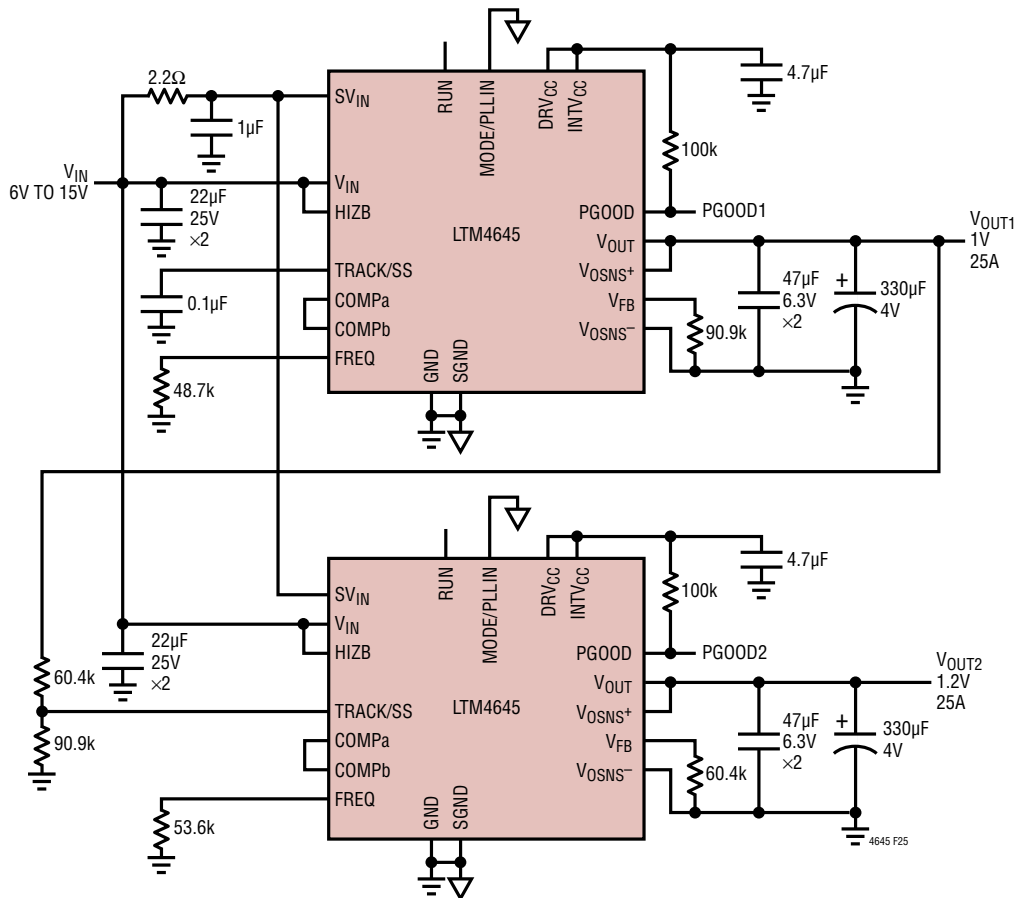 2.2Ω
1µF
SVIN
RUN
MODE/PLLIN
DRVCC
INTVCC
4.7µF
100k
VIN
6V TO 15V
22µF
25V
×2
VIN
HIZB
LTM4645
PGOOD
PGOOD1
VOUT
VOUT1
1V
25A
TRACK/SS
VOSNS+
0.1µF
COMPa
COMPb
VFB
90.9k
VOSNS–
47µF
6.3V
×2
+
330µF
4V
FREQ
48.7k
GND
SGND
SVIN
RUN
MODE/PLLIN
DRVCC
INTVCC
4.7µF
100k
VIN
HIZB
22µF
25V
×2
60.4k
90.9k
LTM4645
PGOOD
PGOOD2
VOUT
VOUT2
1.2V
25A
TRACK/SS
VOSNS+
COMPa
COMPb
VFB
60.4k
VOSNS–
47µF
6.3V
×2
+
330µF
4V
FREQ
53.6k
GND
SGND
4645 F25